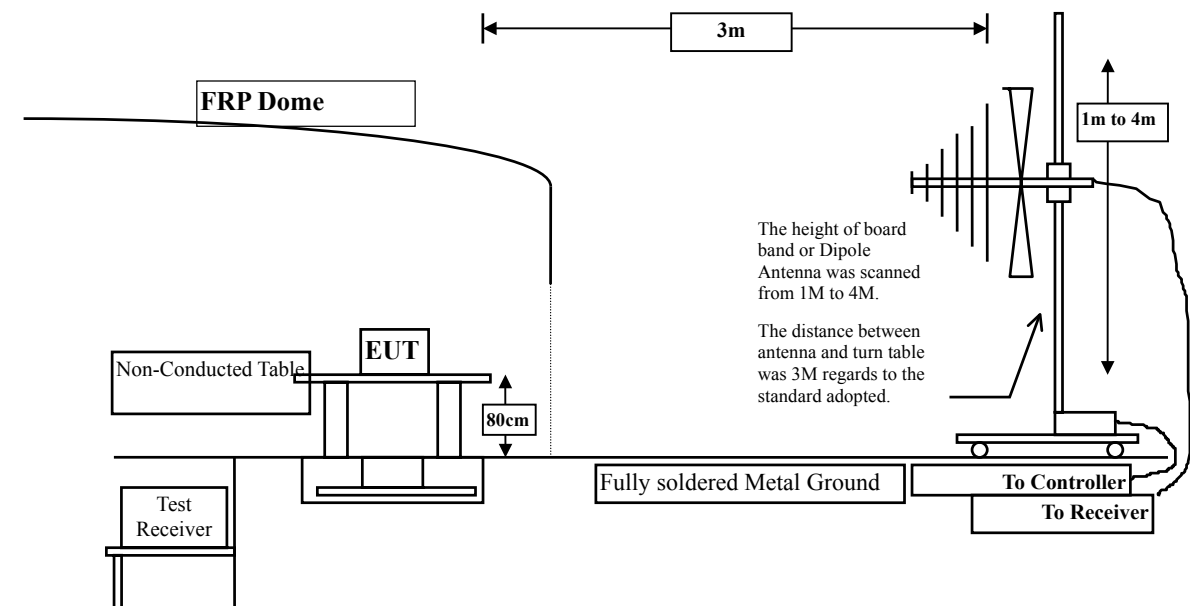 3m
FRP Dome
1m to 4m
The height of board
band or Dipole
Antenna was scanned
from 1M to 4M.
The distance between
antenna and turn table
was 3M regards to the
standard adopted.
EUT
Non-Conducted Table
80cm
Fully soldered Metal Ground
To Controller
To Receiver
Test
Receiver